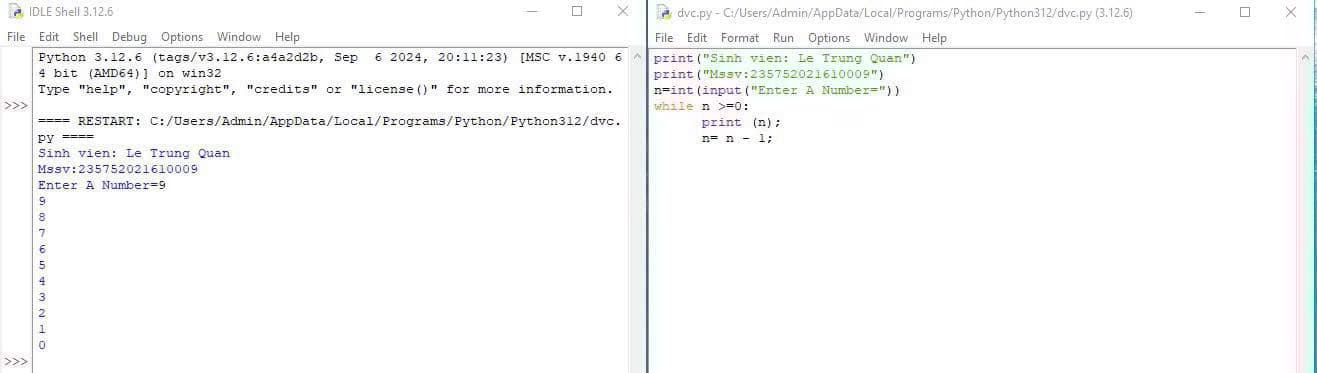 IDLE Shell 3.12.6
File Edit Shell Debug Options Window Help
Python 3.12.6 (tags/v3.12.6:a4a2d2b, Sep  6 2024, 20:11:23) [MSC v.1940 6
4 bit (AMD64)] on win32
Type "help", "copyright", "credits" or "license()" for more information.
>>>
==== RESTART: C:/Users/Admin/AppData/Local/Programs/Python/Python312/dvc.
py ====
Sinh vien: Le Trung Quan
Mssv:235752021610009
Enter A Number=9
9
8
7
6
5
4
3
2
1
0
>>>
dvc.py - C:/Users/Admin/AppData/Local/Programs/Python/Python312/dvc.py (3.12.6)
File Edit Format Run Options Window Help
print("Sinh vien: Le Trung Quan")
print("Mssv:235752021610009")
n=int(input("Enter A Number="))
while n >=0:
      print (n);
      n= n - 1;